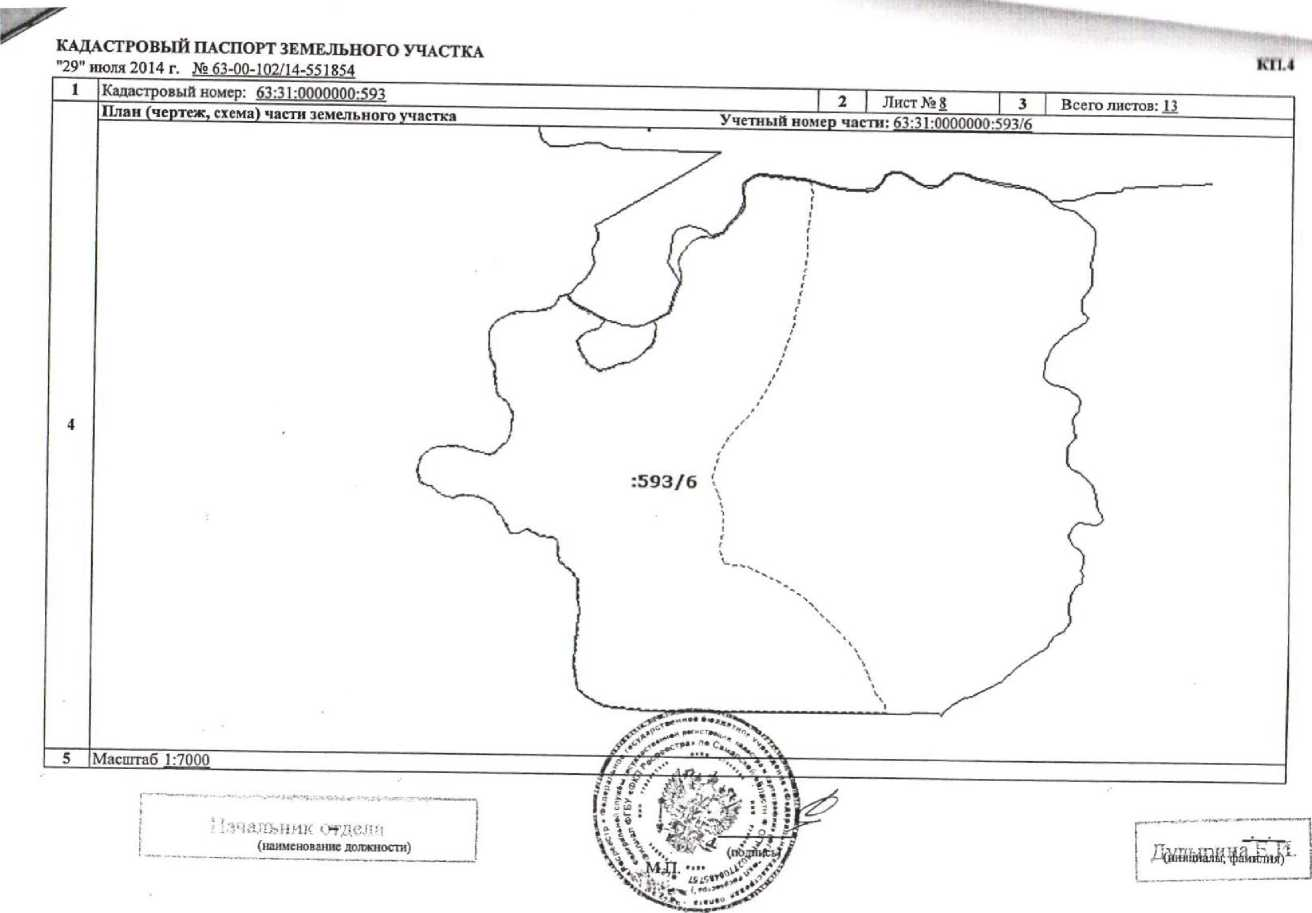 КАДАСТРОВЫЙ ПАСПОРТ ЗЕМЕЛЬНОГО УЧАСТКА
"29" июля 2014 г. № 63-00-102/14-551854
КП.4
1 Кадастровый номер: 63:31:0000000:593 2 Лист № 8 3 Всего листов: 13
План (чертеж, схема) части земельного участка Учетный номер части: 63:31:0000000:593/6
4
:593/6
5 Масштаб 1:7000
Начальник отдела
(наименование должности)
М.П.
(подпись)
(инициалы, фамилия)